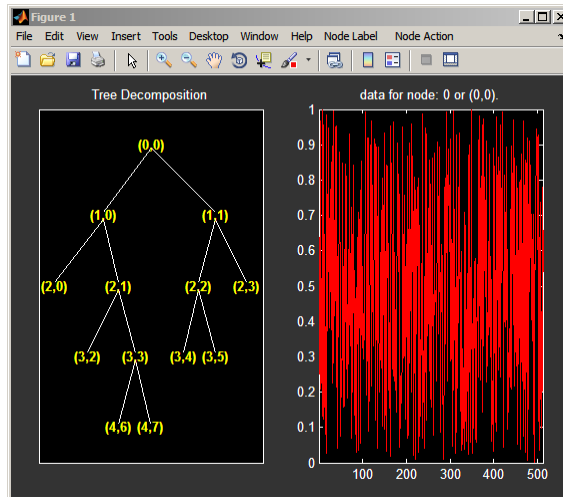 Figure 1
File Edit View Insert Tools Desktop Window Help Node Label Node Action
Tree Decomposition
(0,0)
(1,0) (1,1)
(2,0) (2,1) (2,2) (2,3)
(3,2) (3,3) (3,4) (3,5)
(4,6) (4,7)
data for node: 0 or (0,0).
1
0.9
0.8
0.7
0.6
0.5
0.4
0.3
0.2
0.1
0
100 200 300 400 500